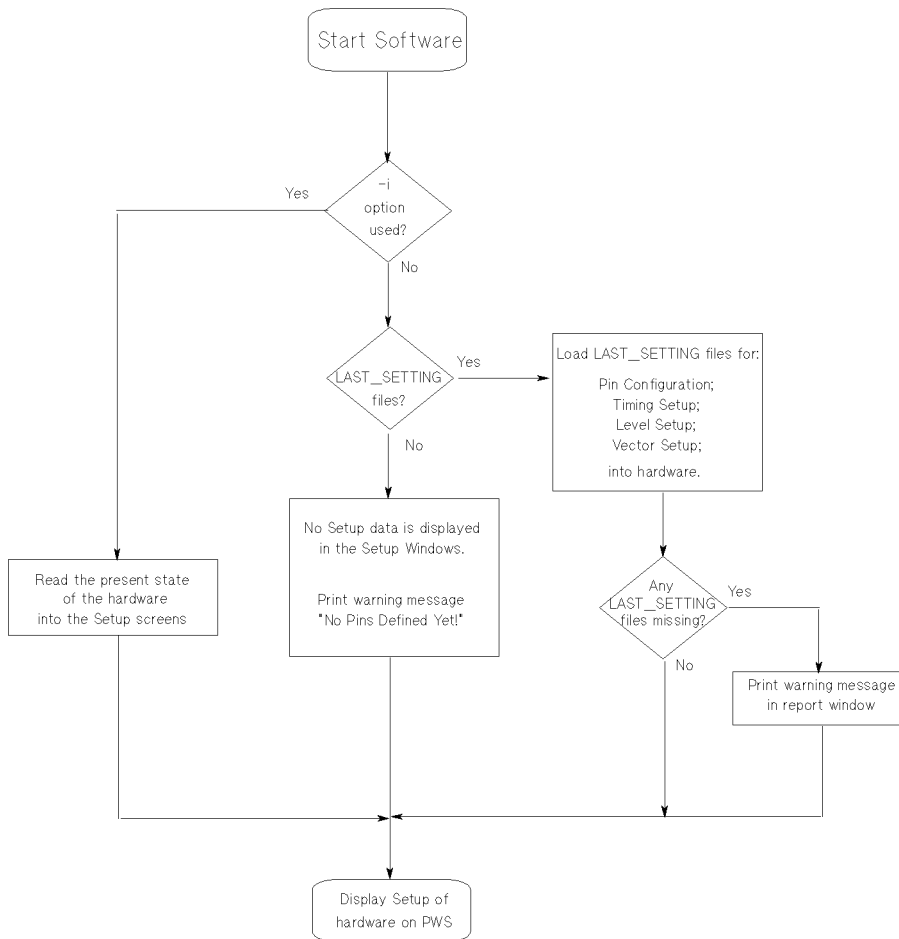 Start Software
Yes
-i
option
used?
No
LAST_SETTING
files?
Yes
No
Load LAST_SETTING files for:
Pin Configuration;
Timing Setup;
Level Setup;
Vector Setup;
into hardware.
No Setup data is displayed
in the Setup Windows.
Print warning message
"No Pins Defined Yet!"
Read the present state
of the hardware
into the Setup screens
Any
LAST_SETTING
files missing?
Yes
No
Print warning message
in report window
Display Setup of
hardware on PWS